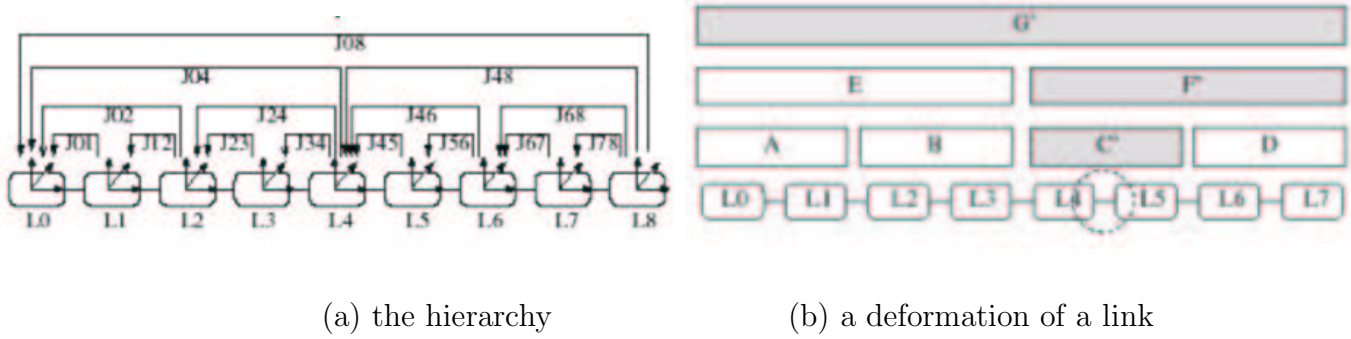 J08
J04 J48
J02 J24 J46 J68
J01 J12 J23 J34 J45 J56 J67 J78
L0 L1 L2 L3 L4 L5 L6 L7 L8
E
A B D
L0 L1 L2 L3 L4 L5 L6 L7
(a) the hierarchy
(b) a deformation of a link